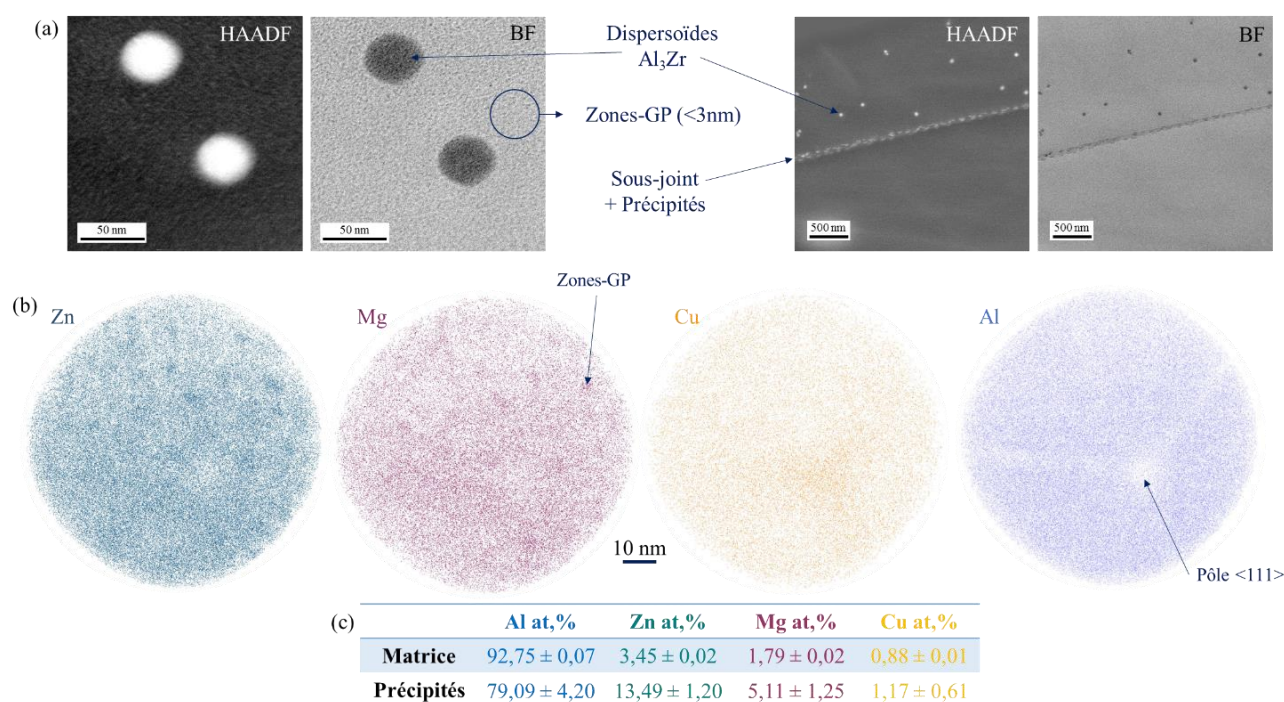 (a)
HAADF
50 nm
BF
50 nm
Dispersoïdes
Al₃Zr
Zones-GP (<3nm)
Sous-joint
+ Précipités
HAADF
500 nm
BF
500 nm
(b)
Zn
Mg
Zones-GP
Cu
Al
10 nm
Pôle <111>
(c)
Al at,% Zn at,% Mg at,% Cu at,%
Matrice 92,75 ± 0,07 3,45 ± 0,02 1,79 ± 0,02 0,88 ± 0,01
Précipités 79,09 ± 4,20 13,49 ± 1,20 5,11 ± 1,25 1,17 ± 0,61